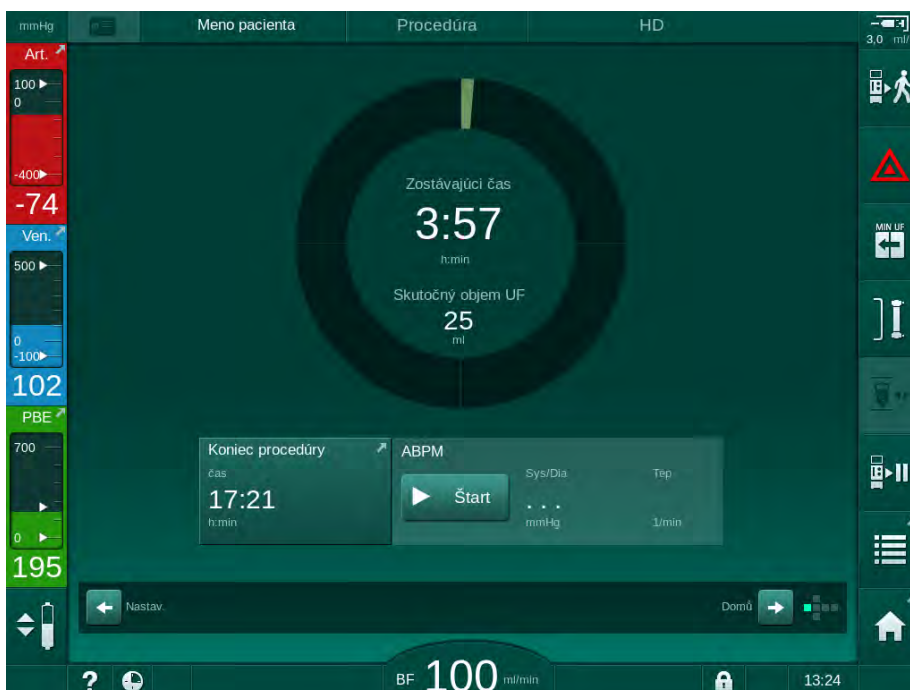 mmHg
Meno pacienta
Procedúra
HD
3,0 ml/
Art.
100
0
-400
-74
Ven.
500
0
-100
102
PBE
700
0
195
Zostávajúci čas
3:57
h:min
Skutočný objem UF
25
ml
Koniec procedúry
čas
17:21
h:min
ABPM
Štart
Sys/Dia
. . .
mmHg
Tep
1/min
MIN UF
Nastav.
Domů
?
BF 100 ml/min
13:24